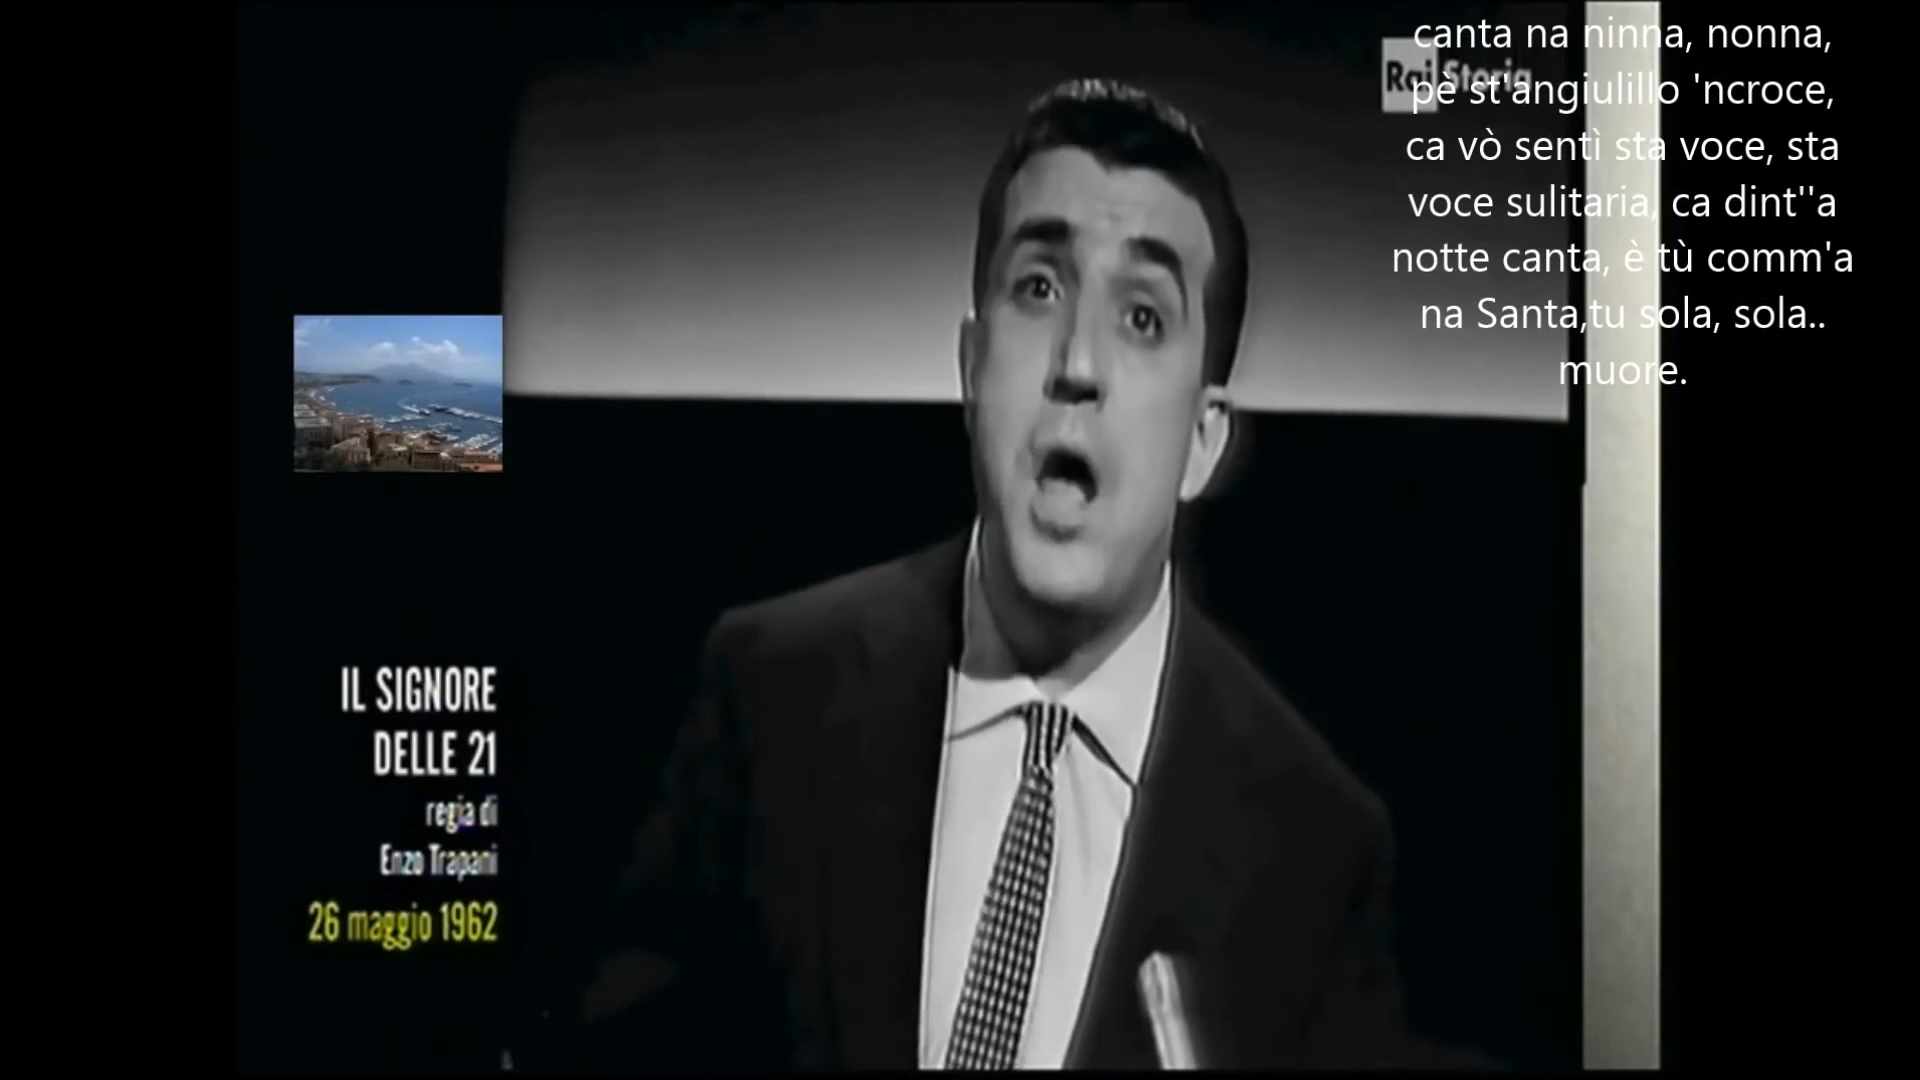 canta na ninna, nonna,
Rai Storia
pè st'angiulillo 'ncroce,
ca vò sentì sta voce, sta
voce sulitaria, ca dint''a
notte canta, è tù comm'a
na Santa,tu sola, sola..
muore.
IL SIGNORE
DELLE 21
regia di
Enzo Trapani
26 maggio 1962